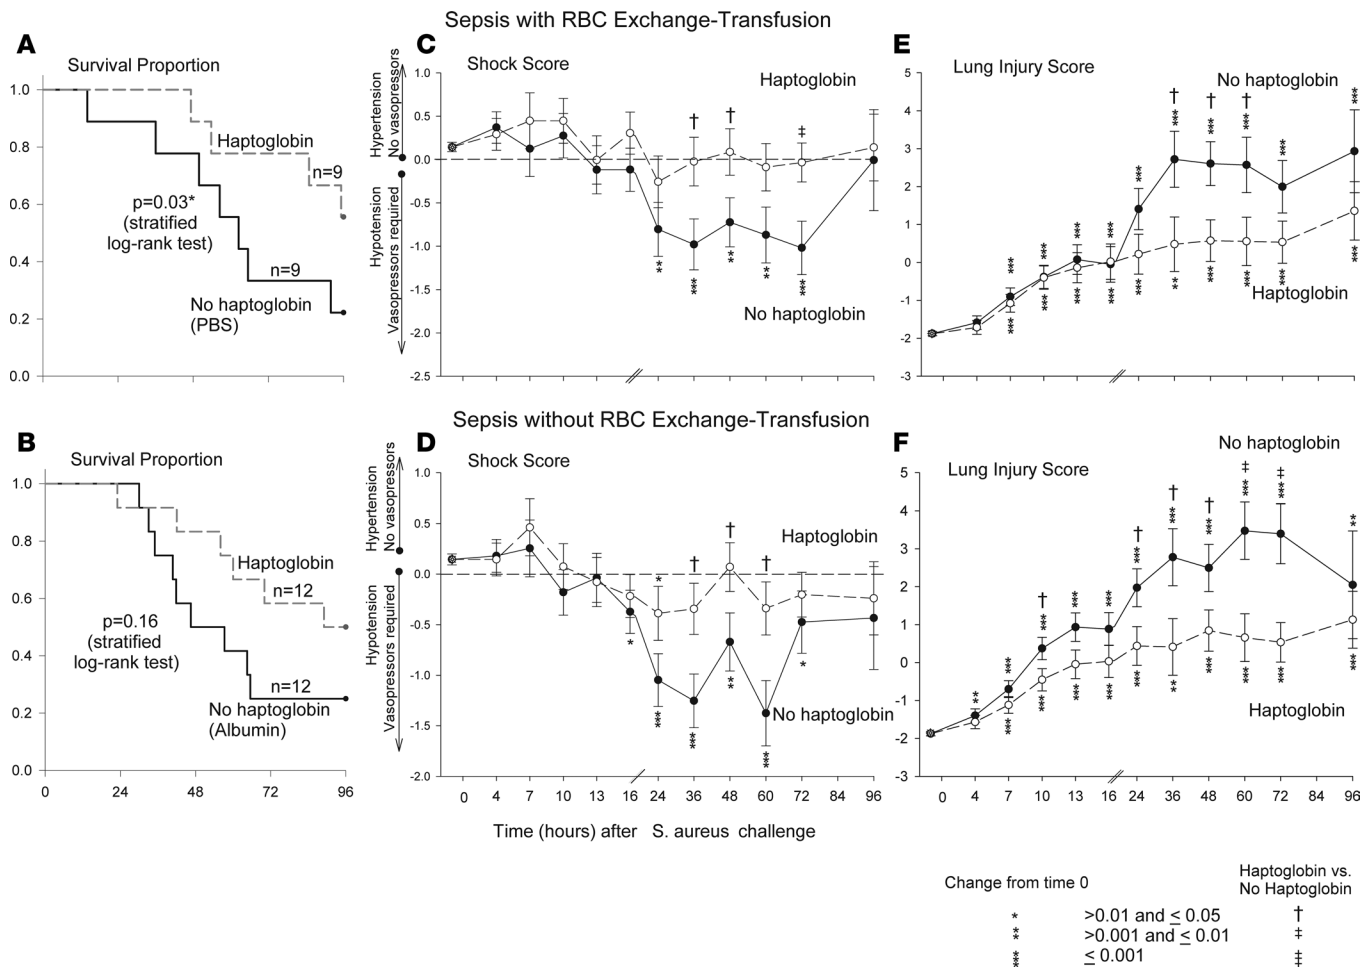 Sepsis with RBC Exchange-Transfusion
A
Survival Proportion
1.0
0.8
0.6
0.4
0.2
0.0
Haptoglobin
n=9
p=0.03*
(stratified
log-rank test)
n=9
No haptoglobin
(PBS)
C
Shock Score
Hypertension
No vasopressors
Hypotension
Vasopressors required
1.0
0.5
0.0
-0.5
-1.0
-1.5
-2.0
-2.5
Haptoglobin
† † ‡
** *** ** ** ***
No haptoglobin
E
Lung Injury Score
5
4
3
2
1
0
-1
-2
-3
No haptoglobin
† † †
*** *** *** *** *** *** *** *** *** ***
*** *** *** *** *** ** *** *** *** ***
Haptoglobin
Sepsis without RBC Exchange-Transfusion
B
Survival Proportion
1.0
0.8
0.6
0.4
0.2
0.0
Haptoglobin
n=12
p=0.16
(stratified
log-rank test)
n=12
No haptoglobin
(Albumin)
0 24 48 72 96
D
Shock Score
Hypertension
No vasopressors
Hypotension
Vasopressors required
1.0
0.5
0.0
-0.5
-1.0
-1.5
-2.0
Haptoglobin
* † † †
* *** *** ** *** *
No haptoglobin
0 4 7 10 13 16 24 36 48 60 72 84 96
F
Lung Injury Score
5
4
3
2
1
0
-1
-2
-3
No haptoglobin
† † † † ‡ ‡
** *** *** *** *** *** *** *** *** *** **
*** *** *** *** *** ** *** *** *** ***
Haptoglobin
0 4 7 10 13 16 24 36 48 60 72 84 96
Time (hours) after S. aureus challenge
Change from time 0
Haptoglobin vs.
No Haptoglobin
* >0.01 and ≤ 0.05 †
** >0.001 and ≤ 0.01 ‡
*** ≤ 0.001 ‡